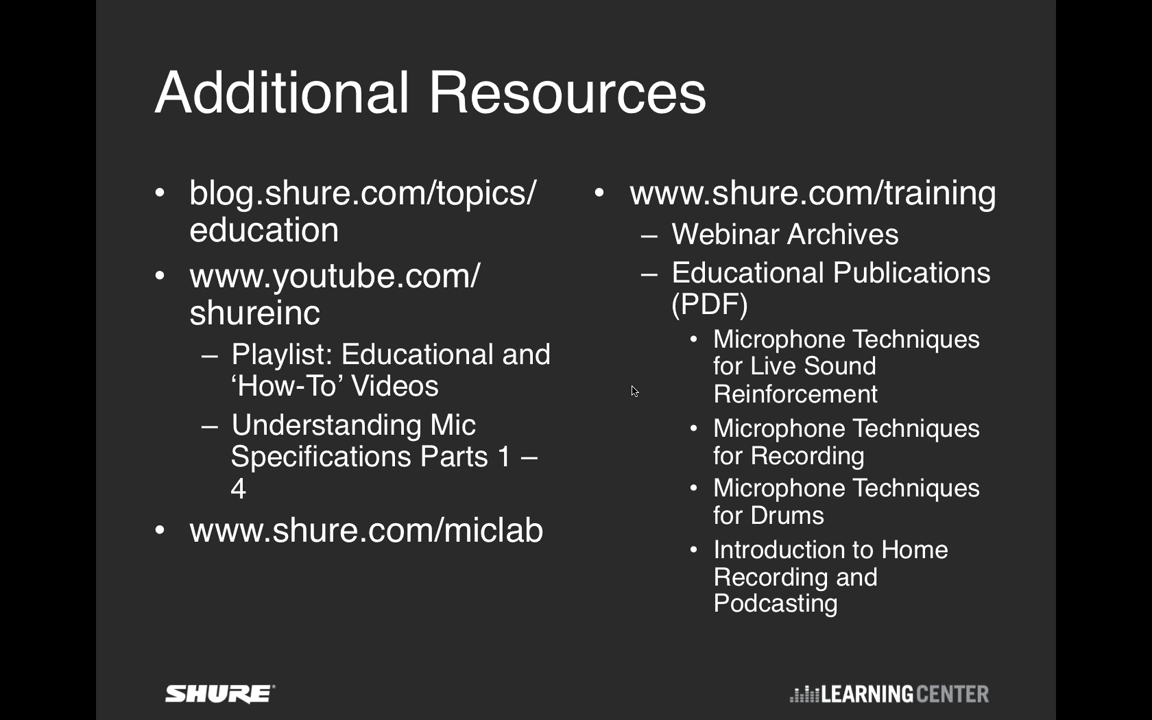 Additional Resources
• blog.shure.com/topics/
education
• www.youtube.com/
shureinc
– Playlist: Educational and
‘How-To’ Videos
– Understanding Mic
Specifications Parts 1 –
4
• www.shure.com/miclab
• www.shure.com/training
– Webinar Archives
– Educational Publications
(PDF)
• Microphone Techniques
for Live Sound
Reinforcement
• Microphone Techniques
for Recording
• Microphone Techniques
for Drums
• Introduction to Home
Recording and
Podcasting
SHURE®
LEARNING CENTER